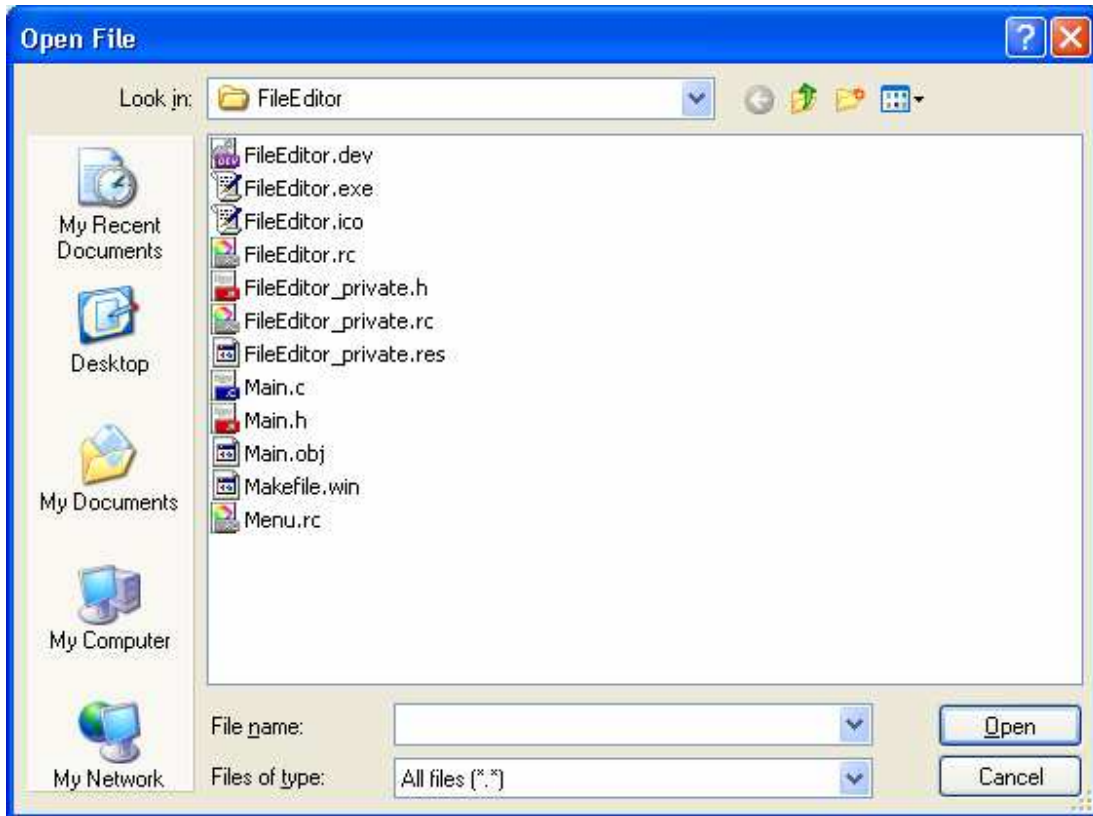 Open File
Look in:
FileEditor
My Recent
Documents
Desktop
My Documents
My Computer
My Network
FileEditor.dev
FileEditor.exe
FileEditor.ico
FileEditor.rc
FileEditor_private.h
FileEditor_private.rc
FileEditor_private.res
Main.c
Main.h
Main.obj
Makefile.win
Menu.rc
File name:
Open
Files of type:
All files (*.*)
Cancel